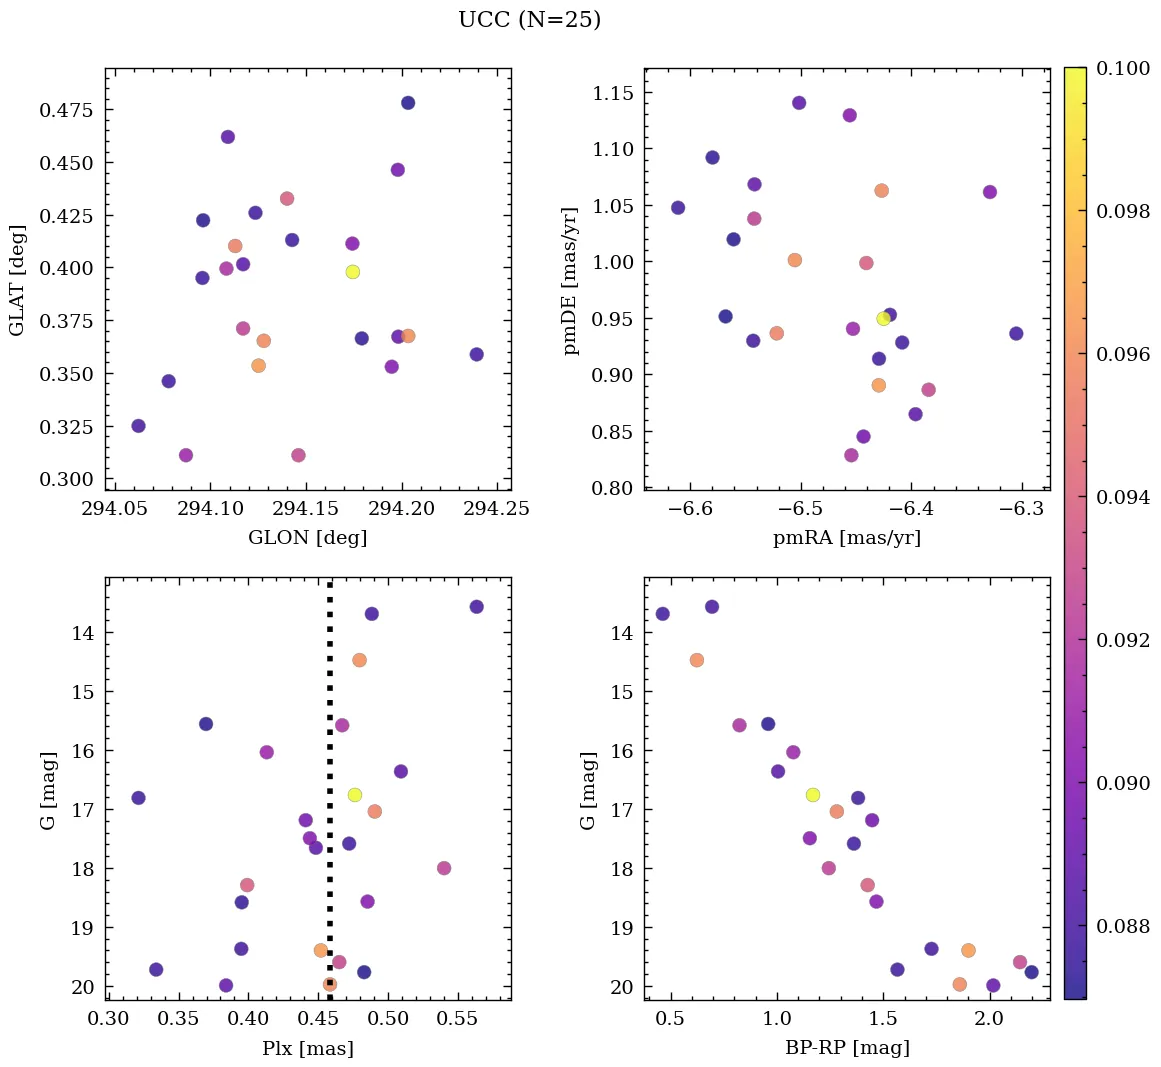 UCC (N=25)
0.475
0.450
0.425
0.400
0.375
0.350
0.325
0.300
GLAT [deg]
294.05 294.10 294.15 294.20 294.25
GLON [deg]
1.15
1.10
1.05
1.00
0.95
0.90
0.85
0.80
pmDE [mas/yr]
−6.6 −6.5 −6.4 −6.3
pmRA [mas/yr]
0.100
0.098
0.096
0.094
0.092
0.090
0.088
14
15
16
17
18
19
20
G [mag]
0.30 0.35 0.40 0.45 0.50 0.55
Plx [mas]
14
15
16
17
18
19
20
G [mag]
0.5 1.0 1.5 2.0
BP-RP [mag]